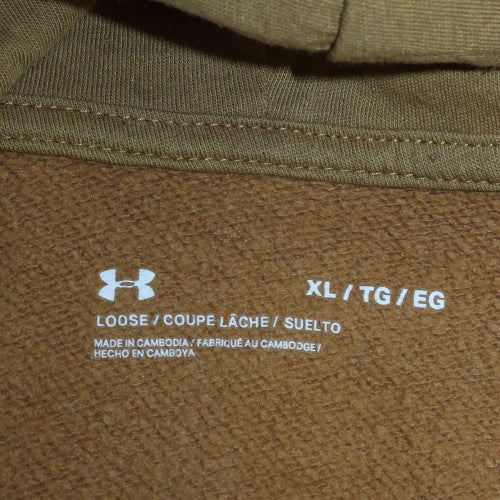 XL / TG / EG
LOOSE / COUPE LÂCHE / SUELTO
MADE IN CAMBODIA / FABRIQUÉ AU CAMBODGE /
HECHO EN CAMBOYA